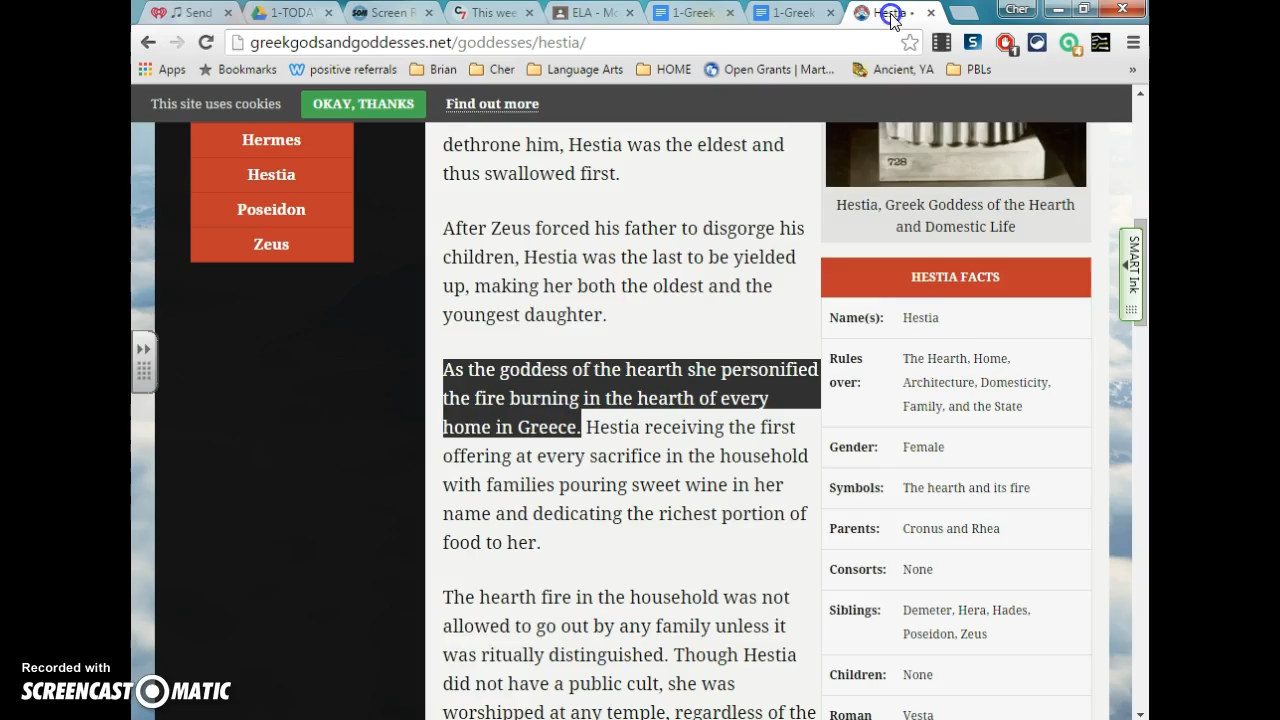 Send
1-TODA
Screen R
This wee
ELA - Mo
1-Greek
1-Greek
Hestia •
Cher
greekgodsandgoddesses.net/goddesses/hestia/
Apps
Bookmarks
positive referrals
Brian
Cher
Language Arts
HOME
Open Grants | Mart...
Ancient, YA
PBLs
»
This site uses cookies
OKAY, THANKS
Find out more
Hermes
Hestia
Poseidon
Zeus
dethrone him, Hestia was the eldest and
thus swallowed first.
After Zeus forced his father to disgorge his
children, Hestia was the last to be yielded
up, making her both the oldest and the
youngest daughter.
As the goddess of the hearth she personified
the fire burning in the hearth of every
home in Greece. Hestia receiving the first
offering at every sacrifice in the household
with families pouring sweet wine in her
name and dedicating the richest portion of
food to her.
The hearth fire in the household was not
allowed to go out by any family unless it
was ritually distinguished. Though Hestia
did not have a public cult, she was
worshipped at any temple, regardless of the
728
Hestia, Greek Goddess of the Hearth
and Domestic Life
HESTIA FACTS
Name(s): Hestia
Rules over: The Hearth, Home,
Architecture, Domesticity,
Family, and the State
Gender: Female
Symbols: The hearth and its fire
Parents: Cronus and Rhea
Consorts: None
Siblings: Demeter, Hera, Hades,
Poseidon, Zeus
Children: None
Roman Vesta
SMART Ink
Recorded with
SCREENCAST O MATIC